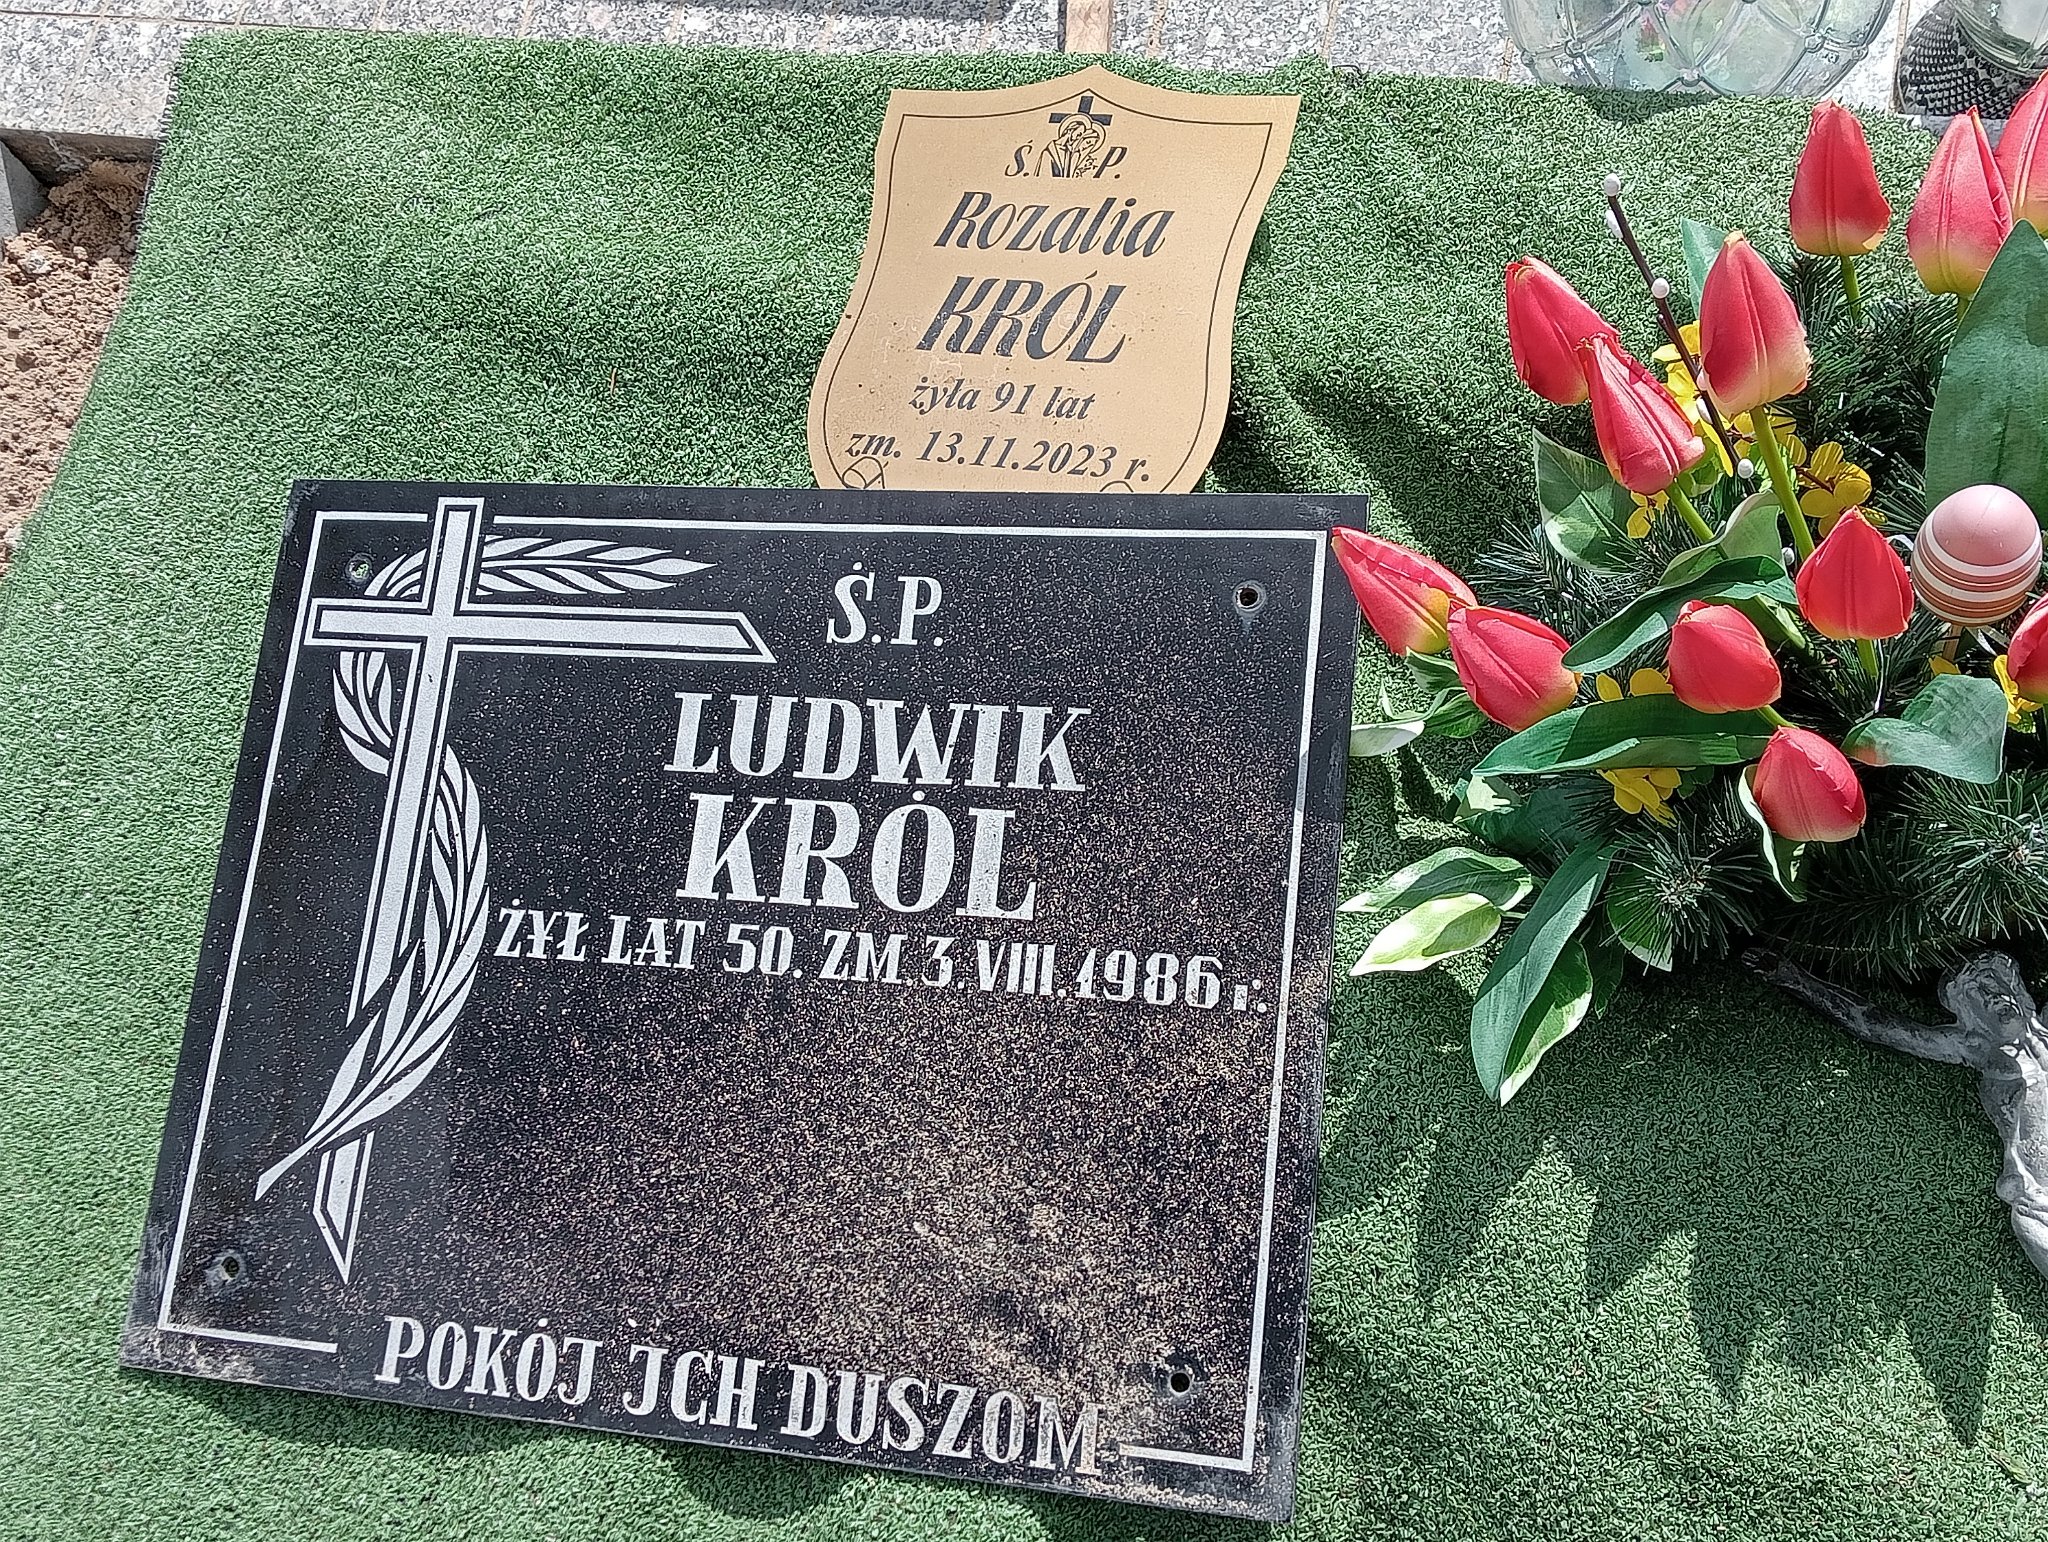 Ś. P.
Rozalia
KRÓL
żyła 91 lat
zm. 13.11.2023 r.
Ś.P.
LUDWIK
KRÓL
ŻYŁ LAT 50. ZM.3.VIII.1986 r.
POKÓJ JCH DUSZOM